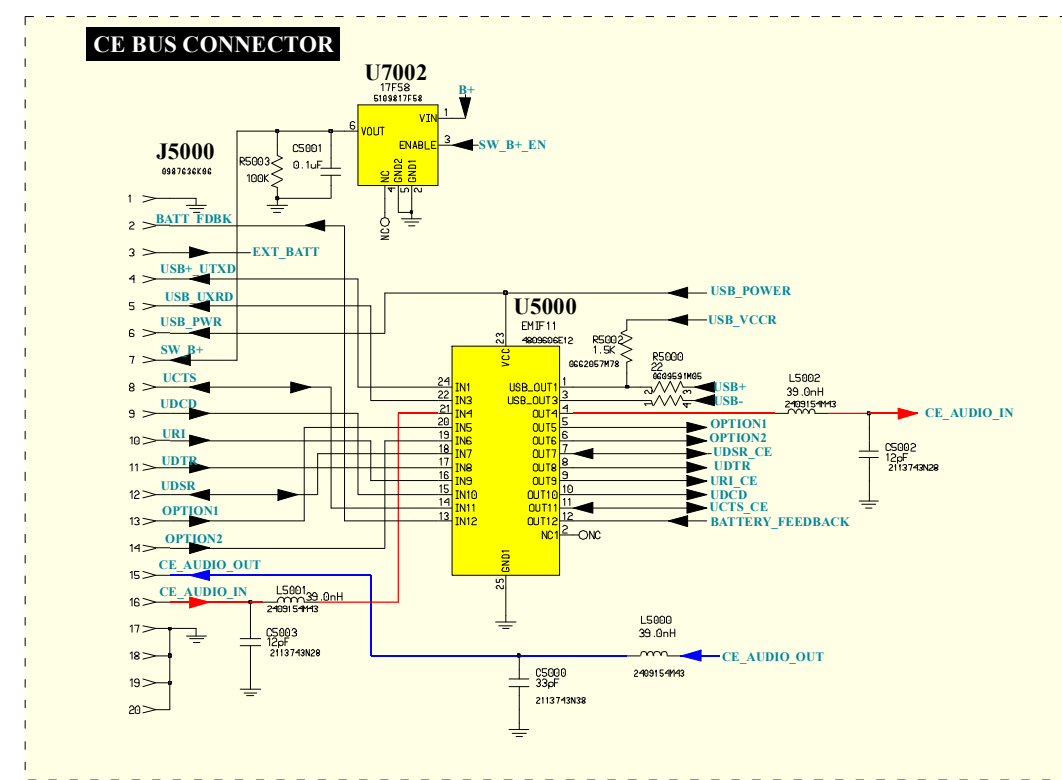 CE BUS CONNECTOR
U7002
17F58
5109817F58
B+
VIN
1
6
VOUT
ENABLE
3
SW_B+_EN
NC
GND2
GND1
4
5
2
NC
J5000
0987636K06
R5003
100K
C5001
0.1uF
1
2
BATT_FDBK
3
EXT_BATT
4
USB+_UTXD
5
USB_UXRD
6
USB_PWR
7
SW_B+
8
UCTS
9
UDCD
10
URI
11
UDTR
12
UDSR
13
OPTION1
14
OPTION2
15
CE_AUDIO_OUT
16
CE_AUDIO_IN
17
18
19
20
USB_POWER
USB_VCCR
U5000
EMIF11
4809606E12
23
VCC
R5002
1.5K
0662057M78
R5000
22
0609591M05
24 IN1
22 IN3
21 IN4
20 IN5
19 IN6
18 IN7
17 IN8
16 IN9
15 IN10
14 IN11
13 IN12
USB_OUT1 1
USB_OUT3 3
OUT4 4
OUT5 5
OUT6 6
OUT7 7
OUT8 8
OUT9 9
OUT10 10
OUT11 11
OUT12 12
NC1 2
NC
GND1
25
2 3
1 4
USB+
USB-
L5002
39.0nH
2409154M43
CE_AUDIO_IN
C5002
12pF
2113743N28
OPTION1
OPTION2
UDSR_CE
UDTR
URI_CE
UDCD
UCTS_CE
BATTERY_FEEDBACK
L5001
39.0nH
2409154M43
C5003
12pF
2113743N28
L5000
39.0nH
2409154M43
CE_AUDIO_OUT
C5000
33pF
2113743N38